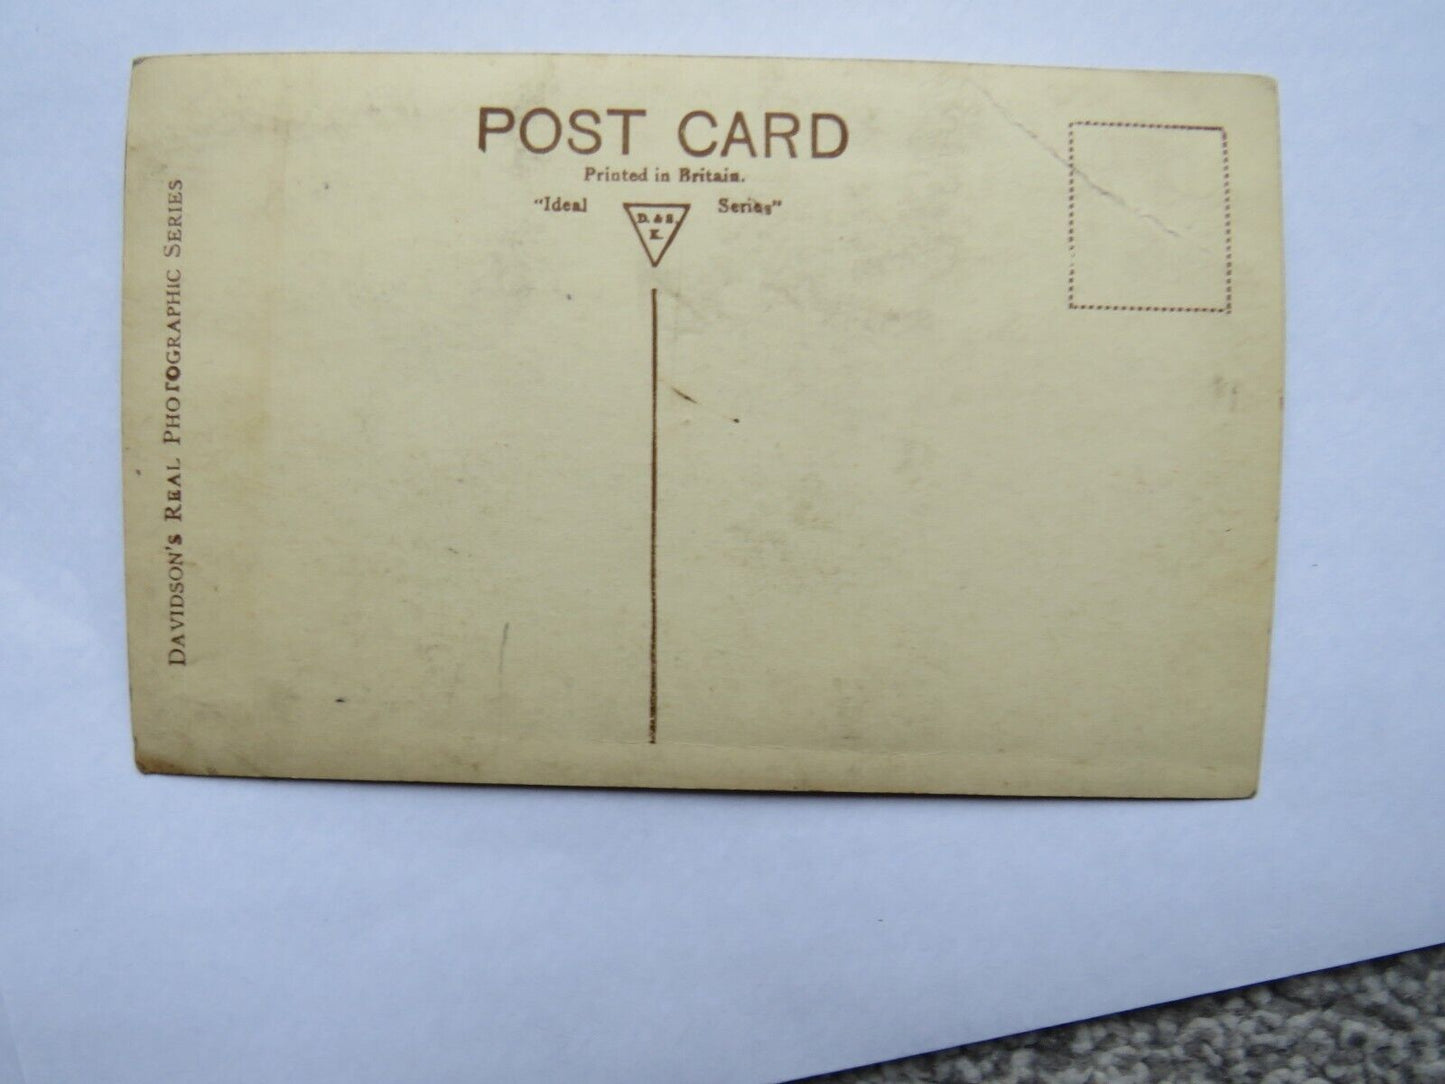 POST CARD
Printed in Britain.
"Ideal Series"
D. & S.
K.
DAVIDSON'S REAL PHOTOGRAPHIC SERIES